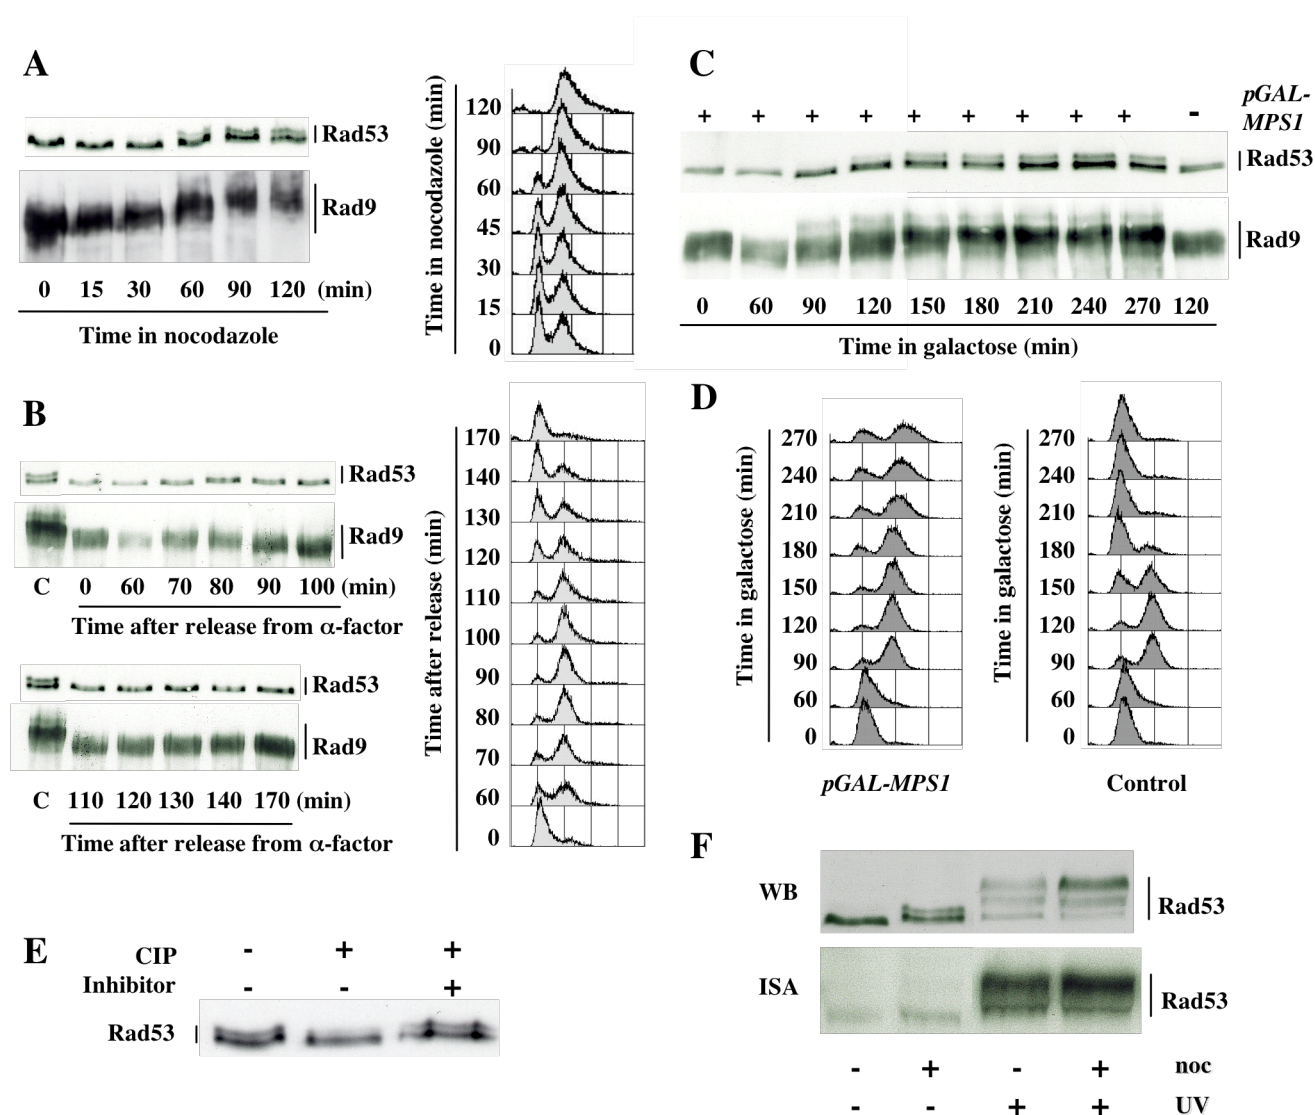 A
Rad53
Rad9
0 15 30 60 90 120 (min)
Time in nocodazole
Time in nocodazole (min)
120
90
60
45
30
15
0
B
Rad53
Rad9
C 0 60 70 80 90 100 (min)
Time after release from α-factor
Rad53
Rad9
C 110 120 130 140 170 (min)
Time after release from α-factor
Time after release (min)
170
140
130
120
110
100
90
80
70
60
0
C
+ + + + + + + + + -
pGAL-
MPS1
Rad53
Rad9
0 60 90 120 150 180 210 240 270 120
Time in galactose (min)
D
Time in galactose (min)
270
240
210
180
150
120
90
60
0
pGAL-MPS1
Time in galactose (min)
270
240
210
180
150
120
90
60
0
Control
E
CIP - + +
Inhibitor - - +
Rad53
F
WB
Rad53
ISA
Rad53
- + - + noc
- - + + UV